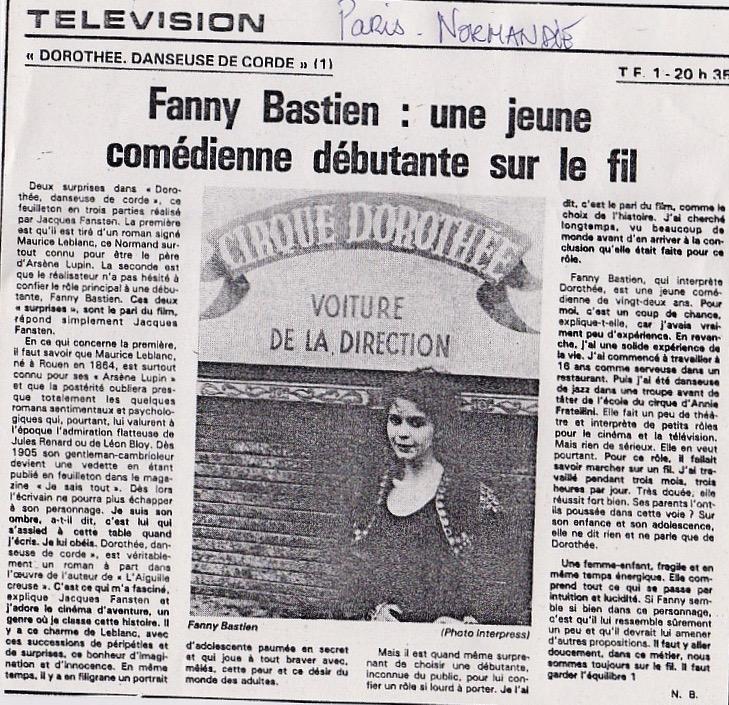 TELEVISION
Paris-Normandie
« DOROTHEE, DANSEUSE DE CORDE » (1)
T F. 1 - 20 h 35
Fanny Bastien : une jeune
comédienne débutante sur le fil
Deux surprises dans « Doro-
thée, danseuse de corde », ce
feuilleton en trois parties réalisé
par Jacques Fansten. La première
est qu'il est tiré d'un roman signé
Maurice Leblanc, ce Normand sur-
tout connu pour être le père
d'Arsène Lupin. La seconde est
que le réalisateur n'a pas hésité à
confier le rôle principal à une débu-
tante, Fanny Bastien. Ces deux
« surprises », sont le pari du film,
répond simplement Jacques
Fansten.
En ce qui concerne la première,
il faut savoir que Maurice Leblanc,
né à Rouen en 1864, est surtout
connu pour ses « Arsène Lupin »
et que la postérité oubliera pres-
que totalement les quelques
romans sentimentaux et psycholo-
giques qui, pourtant, lui valurent à
l'époque l'admiration flatteuse de
Jules Renard ou de Léon Bloy. Dès
1905 son gentleman-cambrioleur
devient une vedette en étant
publié en feuilleton dans le maga-
zine « Je sais tout ». Dès lors
l'écrivain ne pourra plus échapper
à son personnage. Je suis son
ombre, a-t-il dit, c'est lui qui
s'assied à cette table quand
j'écris. Je lui obéis. Dorothée, dan-
seuse de corde », est véritable-
ment un roman à part dans
l'œuvre de l'auteur de « L'Aiguille
creuse ». C'est ce qui m'a fasciné,
explique Jacques Fansten et
j'adore le cinéma d'aventure, un
genre où je classe cette histoire. Il
y a ce charme de Leblanc, avec
ces successions de péripéties et
de surprises, ce bonheur d'imagi-
nation et d'innocence. En même
temps, il y a en filigrane un portrait
CIRQUE DOROTHÉE
VOITURE
DE LA DIRECTION
Fanny Bastien
(Photo Interpress)
d'adolescente paumée en secret
et qui joue à tout braver avec,
mêlés, cette peur et ce désir du
monde des adultes.
Mais il est quand même surpre-
nant de choisir une débutante,
inconnue du public, pour lui con-
fier un rôle si lourd à porter. Je l'ai
dit, c'est le pari du film, comme le
choix de l'histoire. J'ai cherché
longtemps, vu beaucoup de
monde avant d'en arriver à la con-
clusion qu'elle était faite pour ce
rôle.
Fanny Bastien, qui interprète
Dorothée, est une jeune comé-
dienne de vingt-deux ans. Pour
moi, c'est un coup de chance,
explique-t-elle, car j'avais vrai-
ment peu d'expérience. En revan-
che, j'ai une solide expérience de
la vie. J'ai commencé à travailler à
16 ans comme serveuse dans un
restaurant. Puis j'ai été danseuse
de jazz dans une troupe avant de
tâter de l'école du cirque d'Annie
Fratellini. Elle fait un peu de théâ-
tre et interprète de petits rôles
pour le cinéma et la télévision.
Mais rien de sérieux. Elle en veut
pourtant. Pour ce rôle, il fallait
savoir marcher sur un fil. J'ai tra-
vaillé pendant trois mois, trois
heures par jour. Très douée, elle
réussit fort bien. Ses parents l'ont-
ils poussée dans cette voie ? Sur
son enfance et son adolescence,
elle ne dit rien et ne parle que de
Dorothée.
Une femme-enfant, fragile et en
même temps énergique. Elle com-
prend tout ce qui se passe par
intuition et lucidité. Si Fanny sem-
ble si bien dans ce personnage,
c'est qu'il lui ressemble sûrement
un peu et qu'il devrait lui amener
d'autres propositions. Il faut y aller
doucement, dans ce métier, nous
sommes toujours sur le fil. Il faut
garder l'équilibre !
N. B.